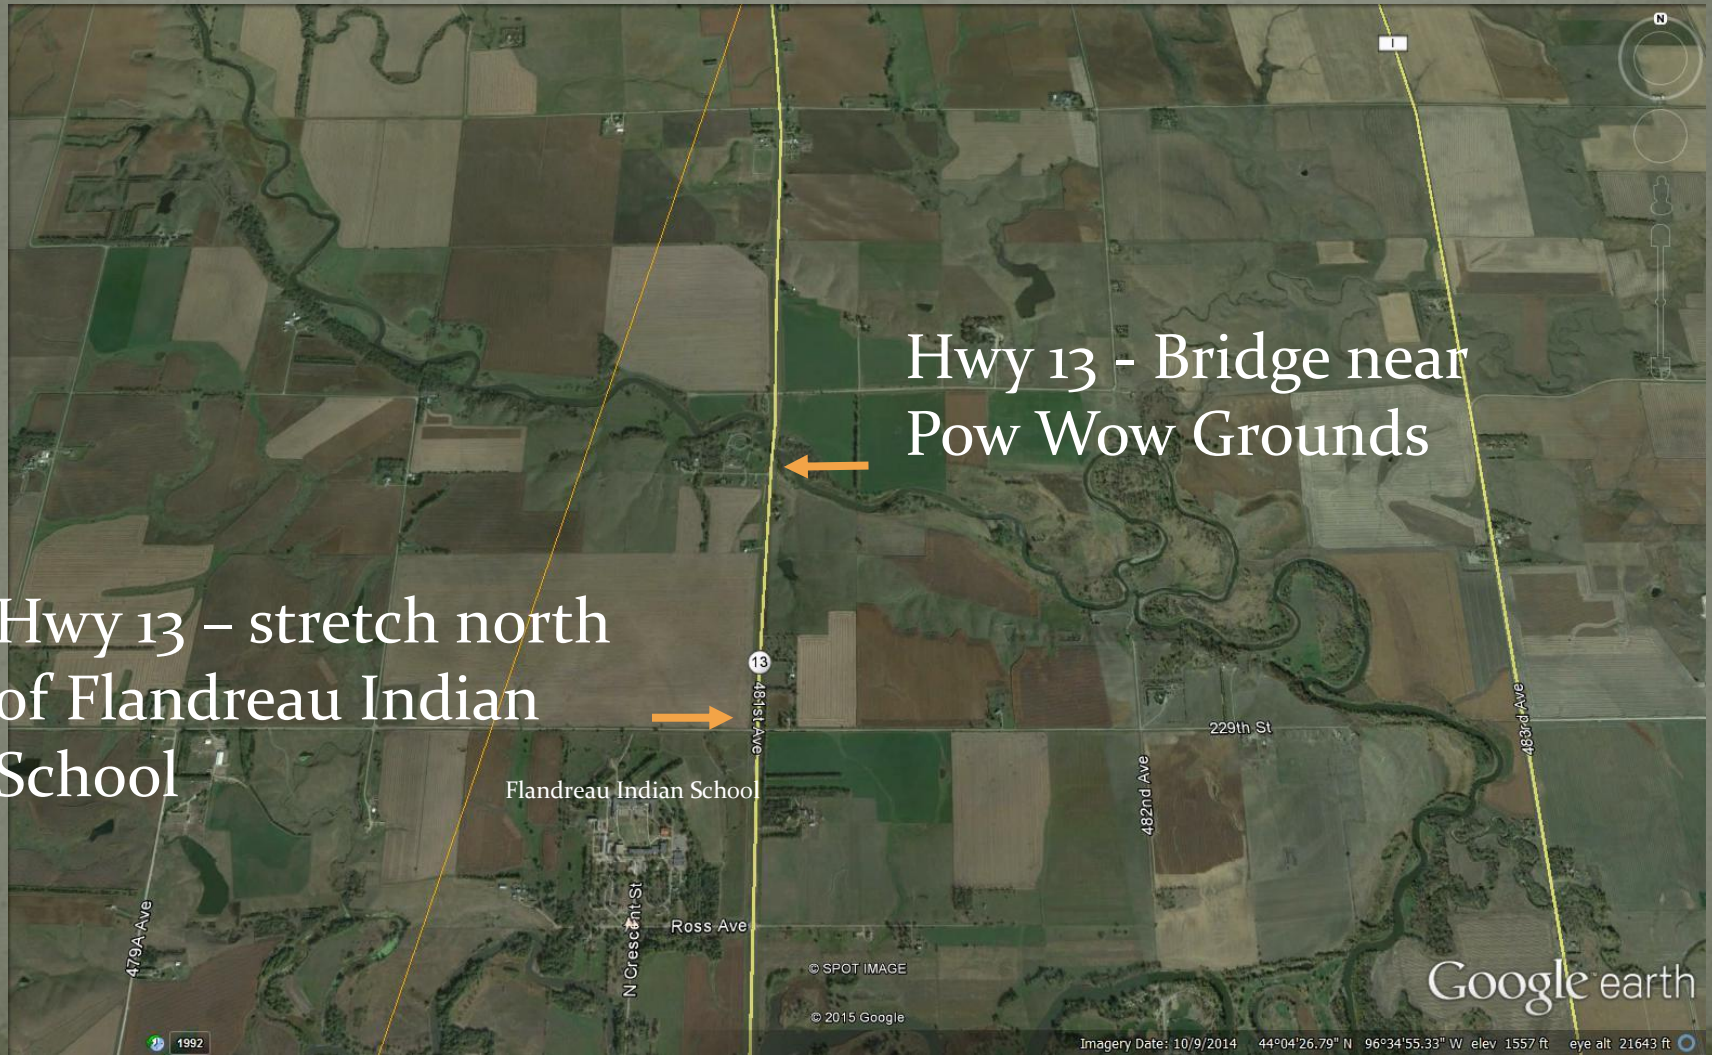 N
I
Hwy 13 - Bridge near
Pow Wow Grounds
Hwy 13 – stretch north
of Flandreau Indian
School
13
481st Ave
229th St
483rd Ave
482nd Ave
Flandreau Indian School
479A Ave
N Crescent St
Ross Ave
© SPOT IMAGE
Google earth
© 2015 Google
1992
Imagery Date: 10/9/2014 44°04'26.79" N 96°34'55.33" W elev 1557 ft eye alt 21643 ft